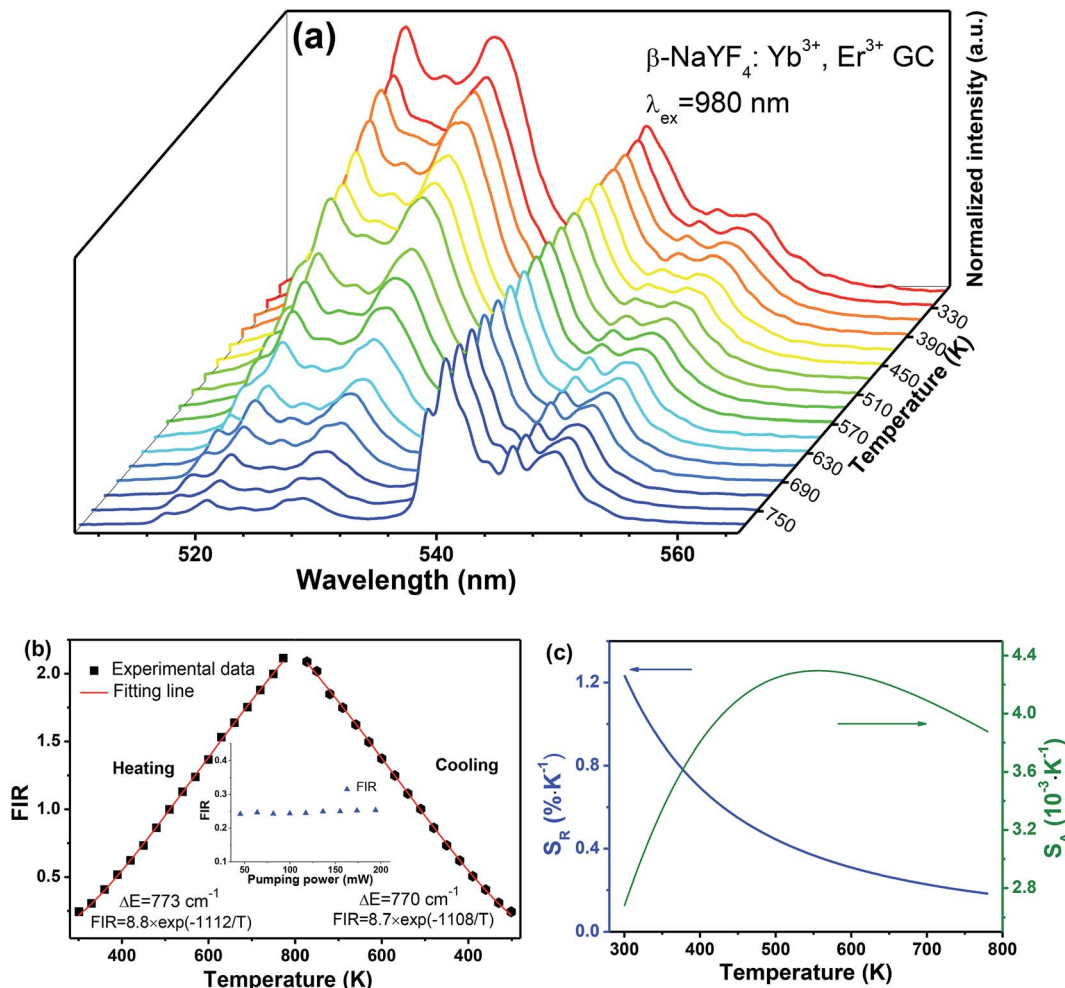 (a)
β-NaYF₄: Yb³⁺, Er³⁺ GC
λₑₓ=980 nm
Normalized intensity (a.u.)
330
390
450
510
570
630
690
750
Temperature (K)
520
540
560
Wavelength (nm)
(b)
Experimental data
Fitting line
2.0
1.5
1.0
0.5
FIR
Heating
Cooling
0.4
0.3
0.2
0.1
FIR
FIR
50
100
150
200
Pumping power (mW)
ΔE=773 cm⁻¹
FIR=8.8×exp(-1112/T)
ΔE=770 cm⁻¹
FIR=8.7×exp(-1108/T)
400
600
800
600
400
Temperature (K)
(c)
1.2
0.8
0.4
0.0
S_R (%·K⁻¹)
4.4
4.0
3.6
3.2
2.8
S_A (10⁻³·K⁻¹)
300
400
500
600
700
800
Temperature (K)